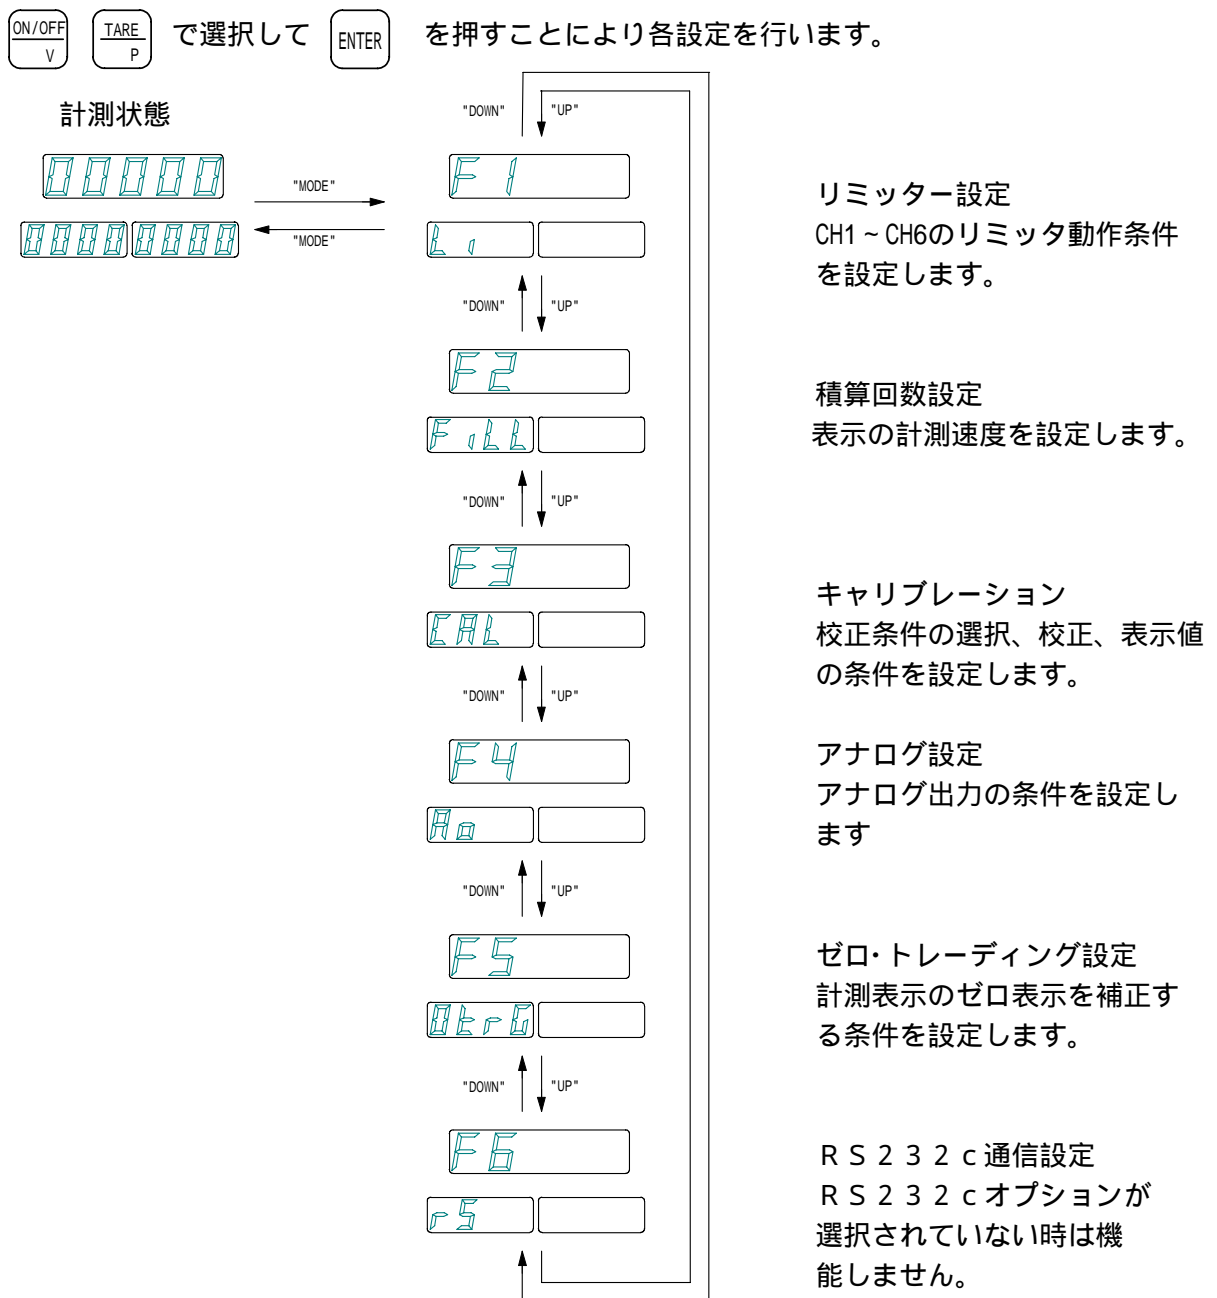 ON/OFF V TARE P で選択して ENTER を押すことにより各設定を行います。
計測状態
00000
0000 0000
"MODE"
"MODE"
"DOWN" "UP"
F1
Li
リミッター設定
CH1~CH6のリミッタ動作条件
を設定します。
"DOWN" "UP"
F2
FiLL
積算回数設定
表示の計測速度を設定します。
"DOWN" "UP"
F3
CAL
キャリブレーション
校正条件の選択、校正、表示値
の条件を設定します。
"DOWN" "UP"
F4
Ao
アナログ設定
アナログ出力の条件を設定し
ます
"DOWN" "UP"
F5
0trG
ゼロ・トレーディング設定
計測表示のゼロ表示を補正す
る条件を設定します。
"DOWN" "UP"
F6
rS
RS232c通信設定
RS232cオプションが
選択されていない時は機
能しません。